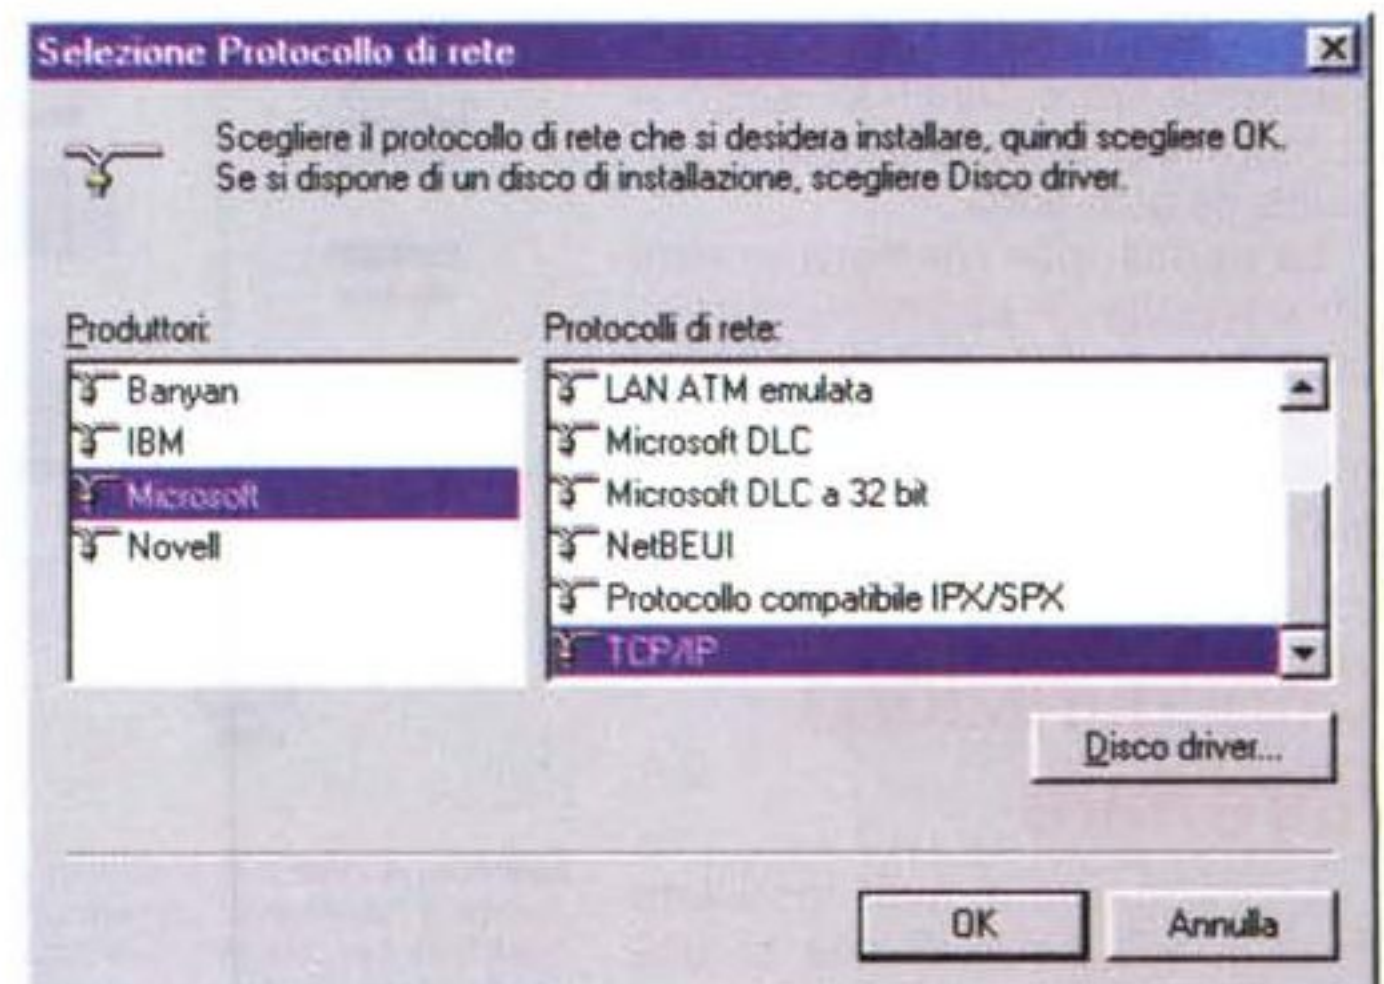 Selezione Protocollo di rete
Scegliere il protocollo di rete che si desidera installare, quindi scegliere OK.
Se si dispone di un disco di installazione, scegliere Disco driver.
Produttori:
Banyan
IBM
Microsoft
Novell
Protocolli di rete:
LAN ATM emulata
Microsoft DLC
Microsoft DLC a 32 bit
NetBEUI
Protocollo compatibile IPX/SPX
TCP/IP
Disco driver...
OK
Annulla